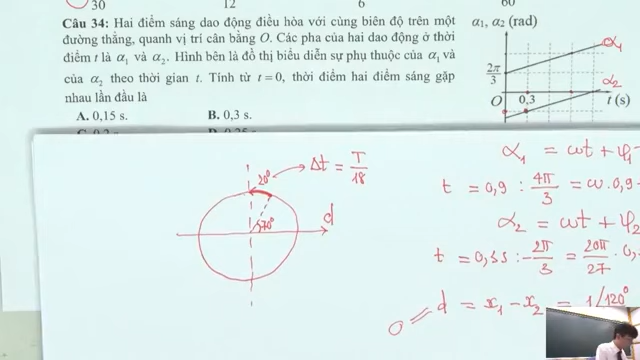 30 12 6 60
Câu 34: Hai điểm sáng dao động điều hòa với cùng biên độ trên một
đường thẳng, quanh vị trí cân bằng O. Các pha của hai dao động ở thời
điểm t là α₁ và α₂. Hình bên là đồ thị biểu diễn sự phụ thuộc của α₁ và
của α₂ theo thời gian t. Tính từ t = 0, thời điểm hai điểm sáng gặp
nhau lần đầu là
A. 0,15 s. B. 0,3 s.
α₁, α₂ (rad)
α₁
2π/3
α₂
O 0,3 t (s)
20° → Δt = T/18
70°
d
α₁ = ωt + φ₁
t = 0,9 : 4π/3 = ω.0,9
α₂ = ωt + φ₂
t = 0,3s : -2π/3 = 20π/27 . 0,
0 = d = x₁ - x₂ = 1/120°